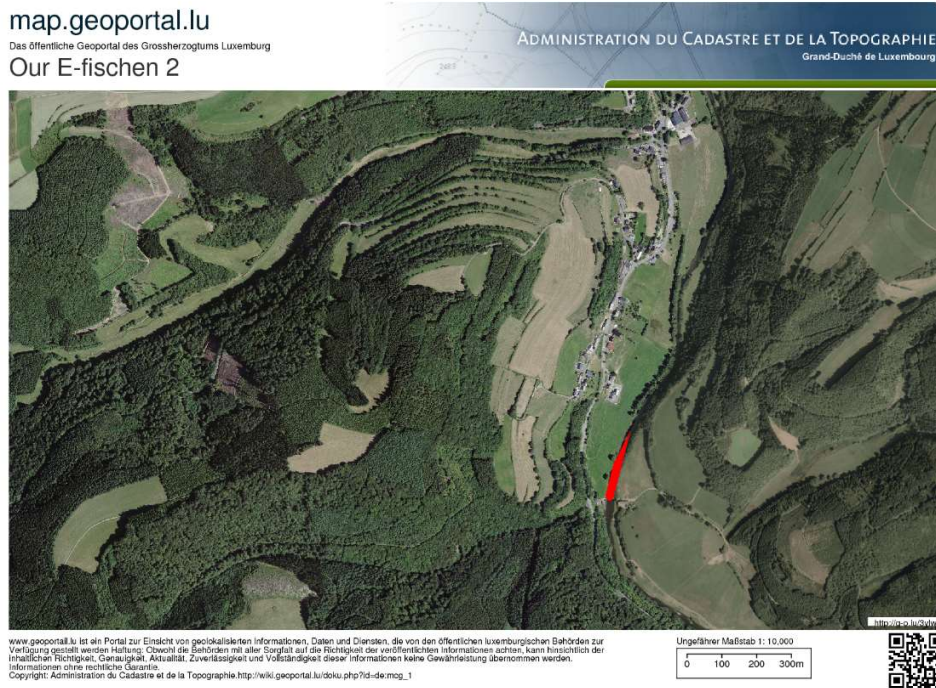 map.geoportal.lu
Das öffentliche Geoportal des Grossherzogtums Luxemburg
Our E-fischen 2
ADMINISTRATION DU CADASTRE ET DE LA TOPOGRAPHIE
Grand-Duché de Luxembourg
www.geoportail.lu ist ein Portal zur Einsicht von geolokalisierten Informationen, Daten und Diensten, die von den öffentlichen luxemburgischen Behörden zur
Verfügung gestellt werden Haftung: Obwohl die Behörden mit aller Sorgfalt auf die Richtigkeit der veröffentlichten Informationen achten, kann hinsichtlich der
inhaltlichen Richtigkeit, Genauigkeit, Aktualität, Zuverlässigkeit und Vollständigkeit dieser Informationen keine Gewährleistung übernommen werden.
Informationen ohne rechtliche Garantie.
Copyright: Administration du Cadastre et de la Topographie.http://wiki.geoportal.lu/doku.php?id=de:mcg_1
Ungefährer Maßstab 1: 10,000
0 100 200 300m